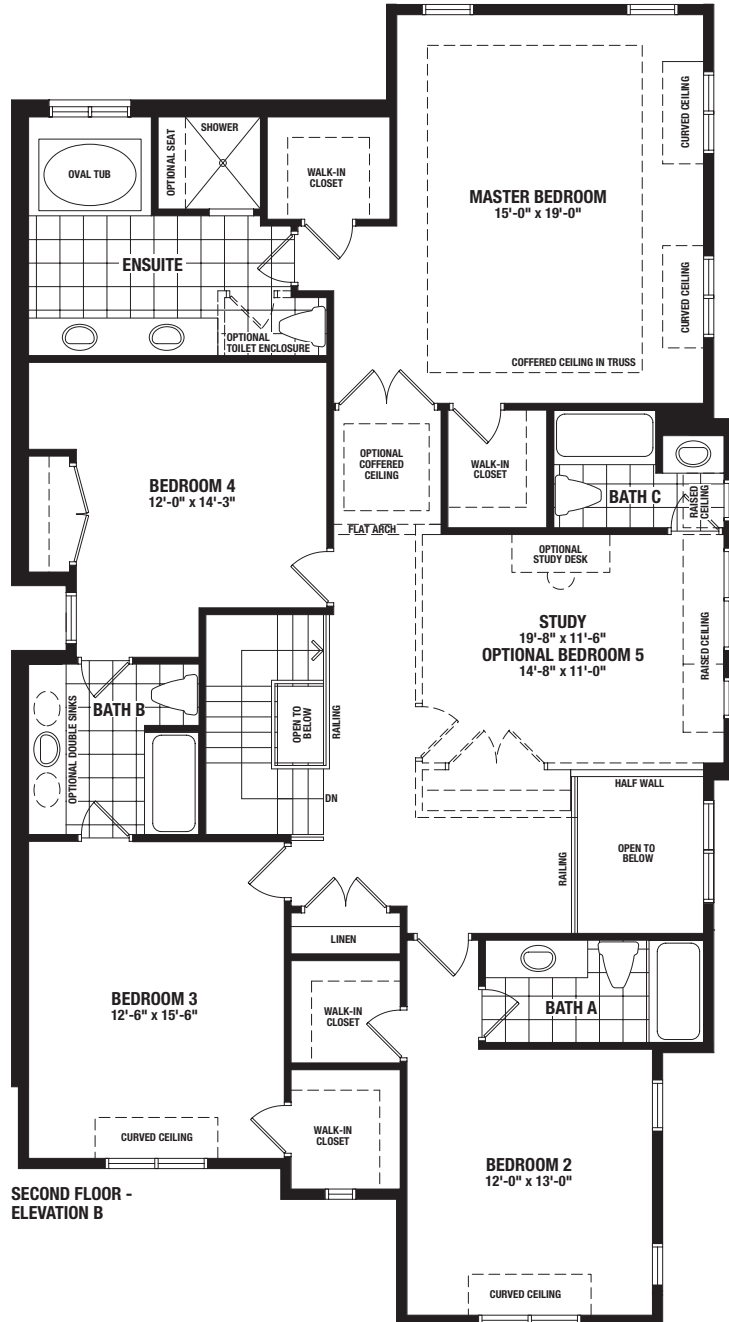 OVAL TUB
OPTIONAL SEAT
SHOWER
WALK-IN
CLOSET
ENSUITE
OPTIONAL
TOILET ENCLOSURE
MASTER BEDROOM
15'-0" x 19'-0"
CURVED CEILING
CURVED CEILING
COFFERED CEILING IN TRUSS
BEDROOM 4
12'-0" x 14'-3"
OPTIONAL
COFFERED
CEILING
FLAT ARCH
WALK-IN
CLOSET
BATH C
RAISED
CEILING
OPTIONAL
STUDY DESK
STUDY
19'-8" x 11'-6"
OPTIONAL BEDROOM 5
14'-8" x 11'-0"
RAISED CEILING
BATH B
OPTIONAL DOUBLE SINKS
OPEN TO
BELOW
RAILING
DN
HALF WALL
OPEN TO
BELOW
RAILING
LINEN
BEDROOM 3
12'-6" x 15'-6"
WALK-IN
CLOSET
BATH A
WALK-IN
CLOSET
CURVED CEILING
BEDROOM 2
12'-0" x 13'-0"
CURVED CEILING
SECOND FLOOR -
ELEVATION B